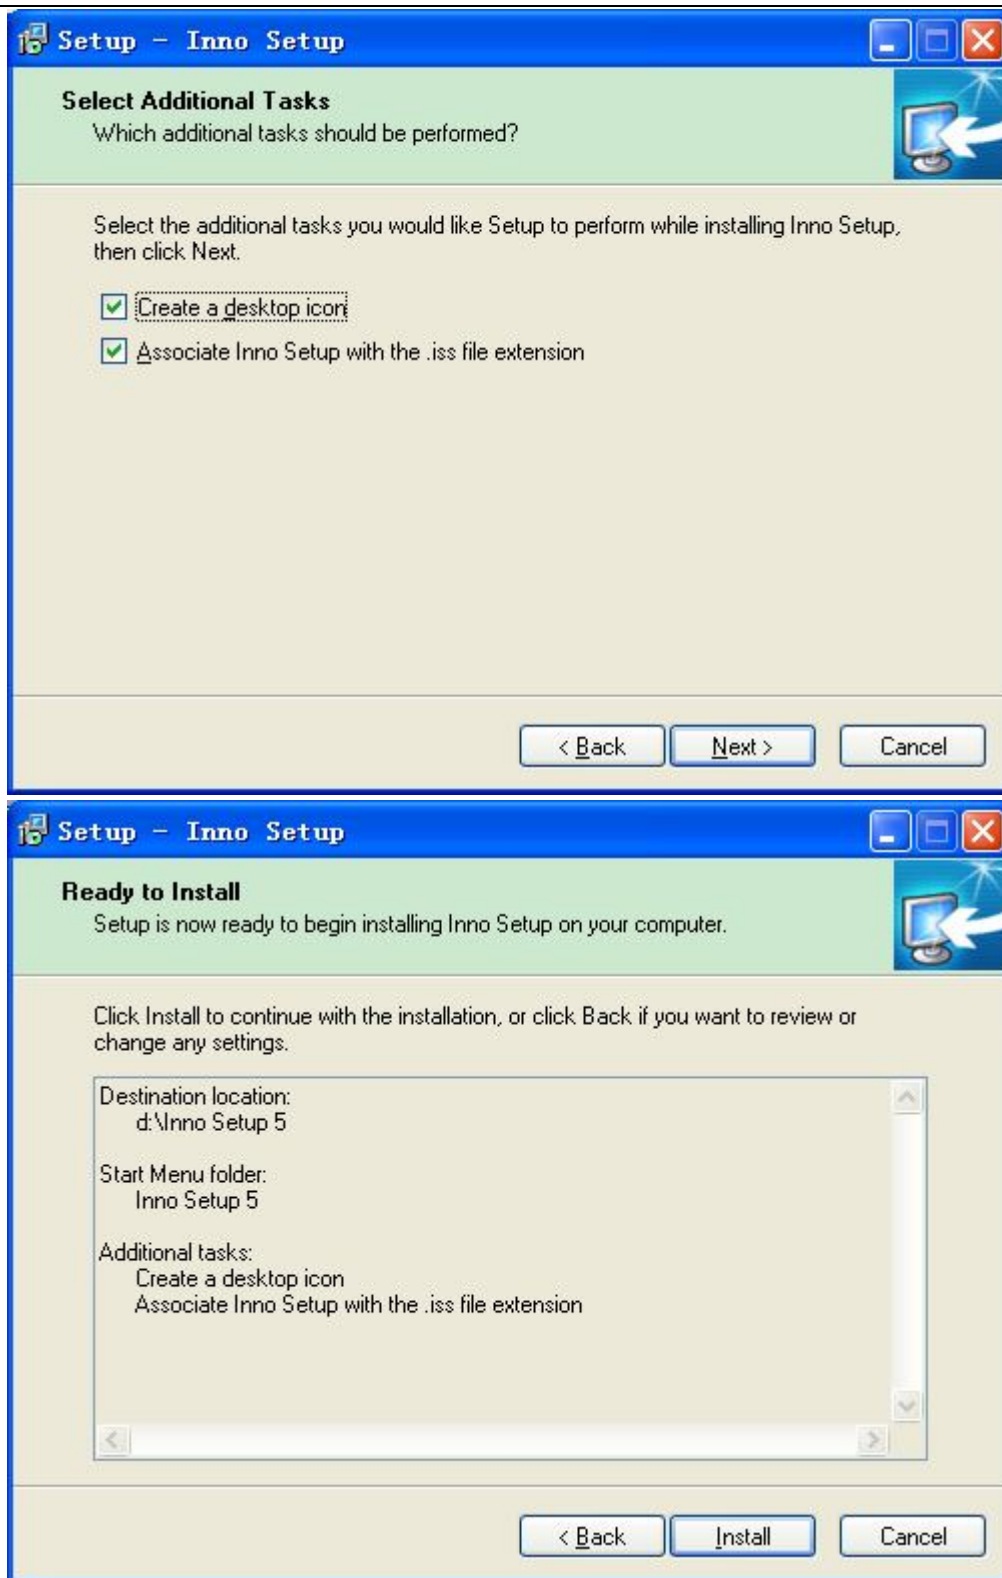 Setup - Inno Setup
Select Additional Tasks
Which additional tasks should be performed?
Select the additional tasks you would like Setup to perform while installing Inno Setup,
then click Next.
Create a desktop icon
Associate Inno Setup with the .iss file extension
< Back
Next >
Cancel
Setup - Inno Setup
Ready to Install
Setup is now ready to begin installing Inno Setup on your computer.
Click Install to continue with the installation, or click Back if you want to review or
change any settings.
Destination location:
d:\Inno Setup 5
Start Menu folder:
Inno Setup 5
Additional tasks:
Create a desktop icon
Associate Inno Setup with the .iss file extension
< Back
Install
Cancel